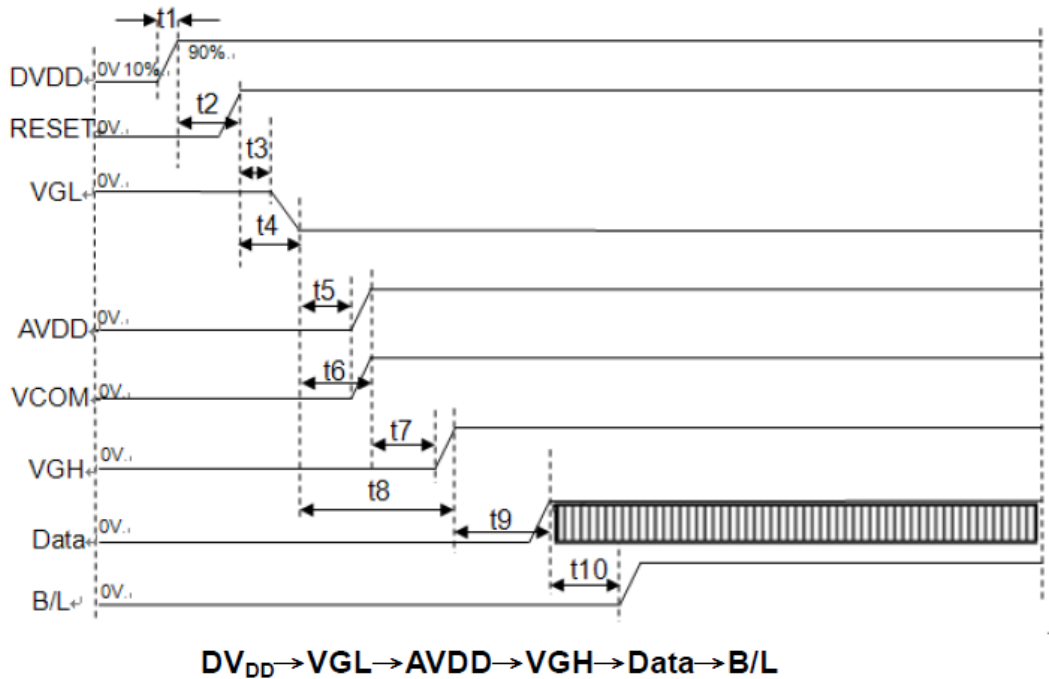 t1
DVDD 0V 10% 90%
t2
RESET 0V
t3
VGL 0V
t4
t5
AVDD 0V
t6
VCOM 0V
t7
VGH 0V
t8
t9
Data 0V
t10
B/L 0V
DVDD→VGL→AVDD→VGH→Data→B/L